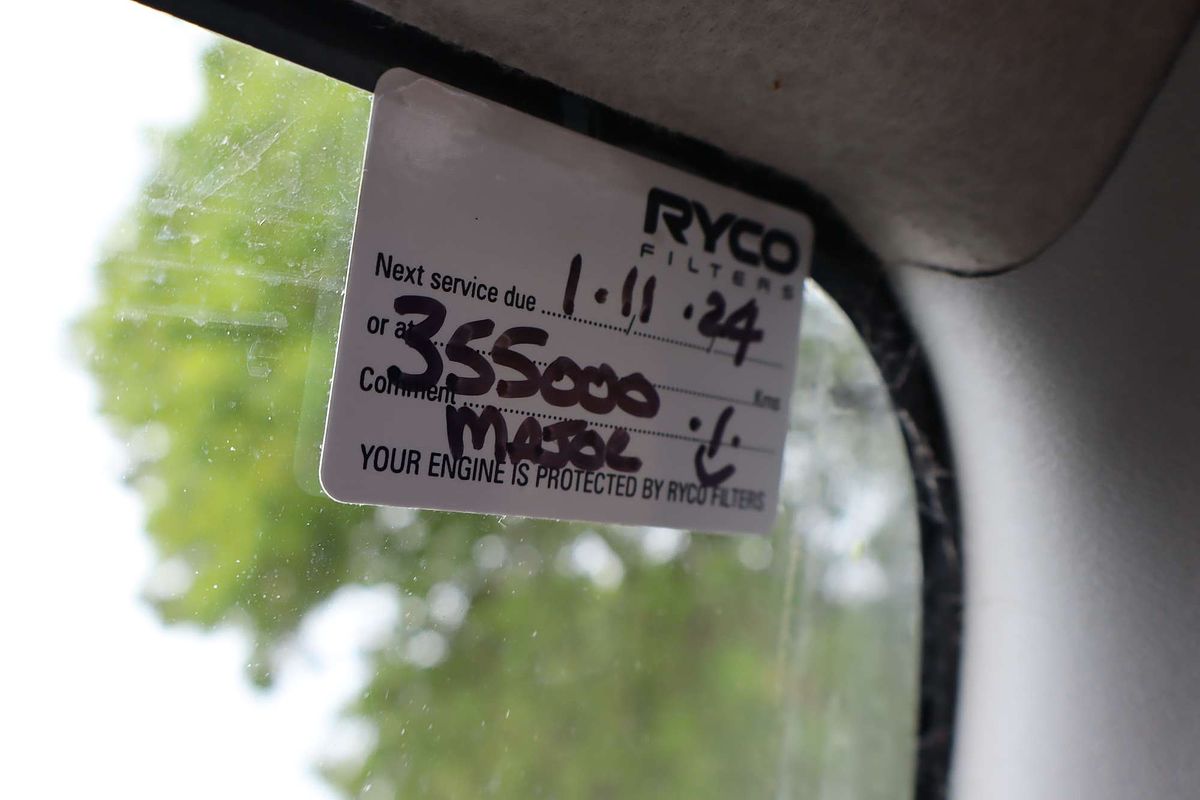 RYCO
FILTERS
Next service due 1.11.24
or at 355000 Kms
Comment MAJOR :)
YOUR ENGINE IS PROTECTED BY RYCO FILTERS